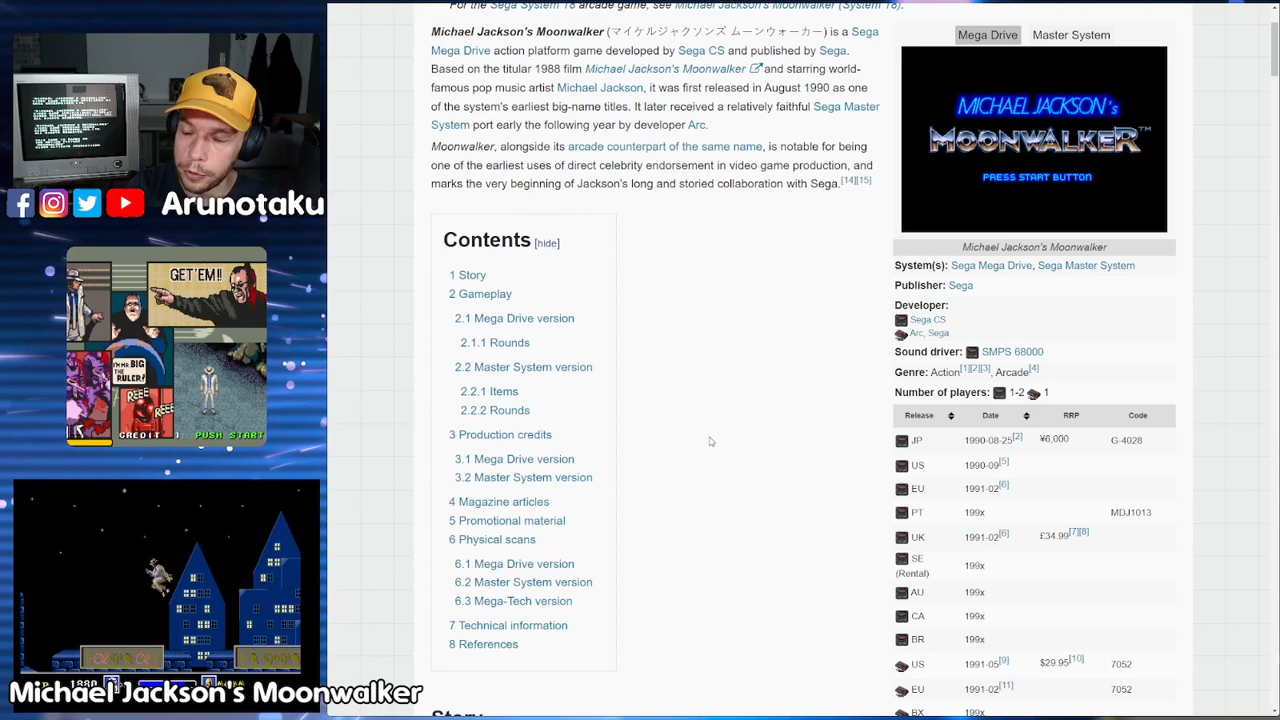 For the Sega System 18 arcade game, see Michael Jackson's Moonwalker (System 18).
Michael Jackson's Moonwalker (マイケルジャクソンズ ムーンウォーカー) is a Sega
Mega Drive action platform game developed by Sega CS and published by Sega.
Based on the titular 1988 film Michael Jackson's Moonwalker and starring world-
famous pop music artist Michael Jackson, it was first released in August 1990 as one
of the system's earliest big-name titles. It later received a relatively faithful Sega Master
System port early the following year by developer Arc.
Moonwalker, alongside its arcade counterpart of the same name, is notable for being
one of the earliest uses of direct celebrity endorsement in video game production, and
marks the very beginning of Jackson's long and storied collaboration with Sega.[14][15]
Contents [hide]
1 Story
2 Gameplay
2.1 Mega Drive version
2.1.1 Rounds
2.2 Master System version
2.2.1 Items
2.2.2 Rounds
3 Production credits
3.1 Mega Drive version
3.2 Master System version
4 Magazine articles
5 Promotional material
6 Physical scans
6.1 Mega Drive version
6.2 Master System version
6.3 Mega-Tech version
7 Technical information
8 References
Story
Mega Drive Master System
MICHAEL JACKSON's
MOONWALKER™
PRESS START BUTTON
Michael Jackson's Moonwalker
System(s): Sega Mega Drive, Sega Master System
Publisher: Sega
Developer:
Sega CS
Arc, Sega
Sound driver: SMPS 68000
Genre: Action[1][2][3], Arcade[4]
Number of players: 1-2 1
Release Date RRP Code
JP 1990-08-25[2] ¥6,000 G-4028
US 1990-09[5]
EU 1991-02[6]
PT 199x MDJ1013
UK 1991-02[6] £34.99[7][8]
SE
(Rental) 199x
AU 199x
CA 199x
BR 199x
US 1991-05[9] $29.95[10] 7052
EU 1991-02[11] 7052
BX 199x
Arunotaku
GET'EM!!
I'M MR. BIG
THE RULER!
REEE
REEE
CREDIT PUSH START
1880
Michael Jackson's Moonwalker